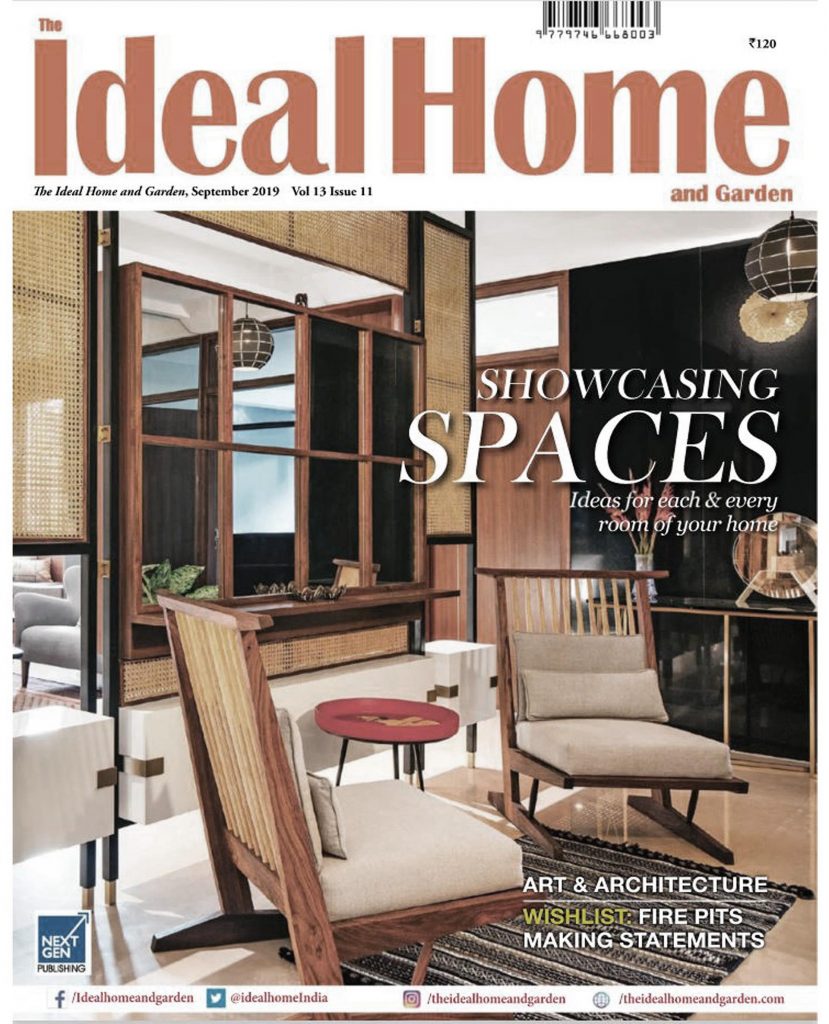 The
9 779746 668003
₹120
Ideal Home
and Garden
The Ideal Home and Garden, September 2019 Vol 13 Issue 11
SHOWCASING
SPACES
Ideas for each & every
room of your home
ART & ARCHITECTURE
WISHLIST: FIRE PITS
MAKING STATEMENTS
NEXT
GEN
PUBLISHING
/Idealhomeandgarden @idealhomeIndia /theidealhomeandgarden /theidealhomeandgarden.com